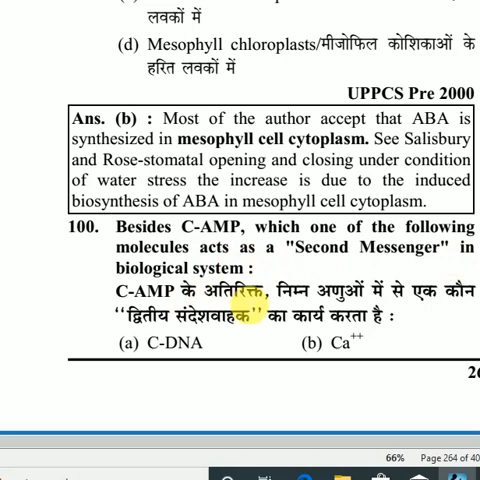 लवकों में
(d) Mesophyll chloroplasts/मीजोफिल कोशिकाओं के
हरित लवकों में
UPPCS Pre 2000
Ans. (b) : Most of the author accept that ABA is
synthesized in mesophyll cell cytoplasm. See Salisbury
and Rose-stomatal opening and closing under condition
of water stress the increase is due to the induced
biosynthesis of ABA in mesophyll cell cytoplasm.
100. Besides C-AMP, which one of the following
molecules acts as a "Second Messenger" in
biological system :
C-AMP के अतिरिक्त, निम्न अणुओं में से एक कौन
‘‘द्वितीय संदेशवाहक’’ का कार्य करता है :
(a) C-DNA (b) Ca++
66% Page 264 of 40